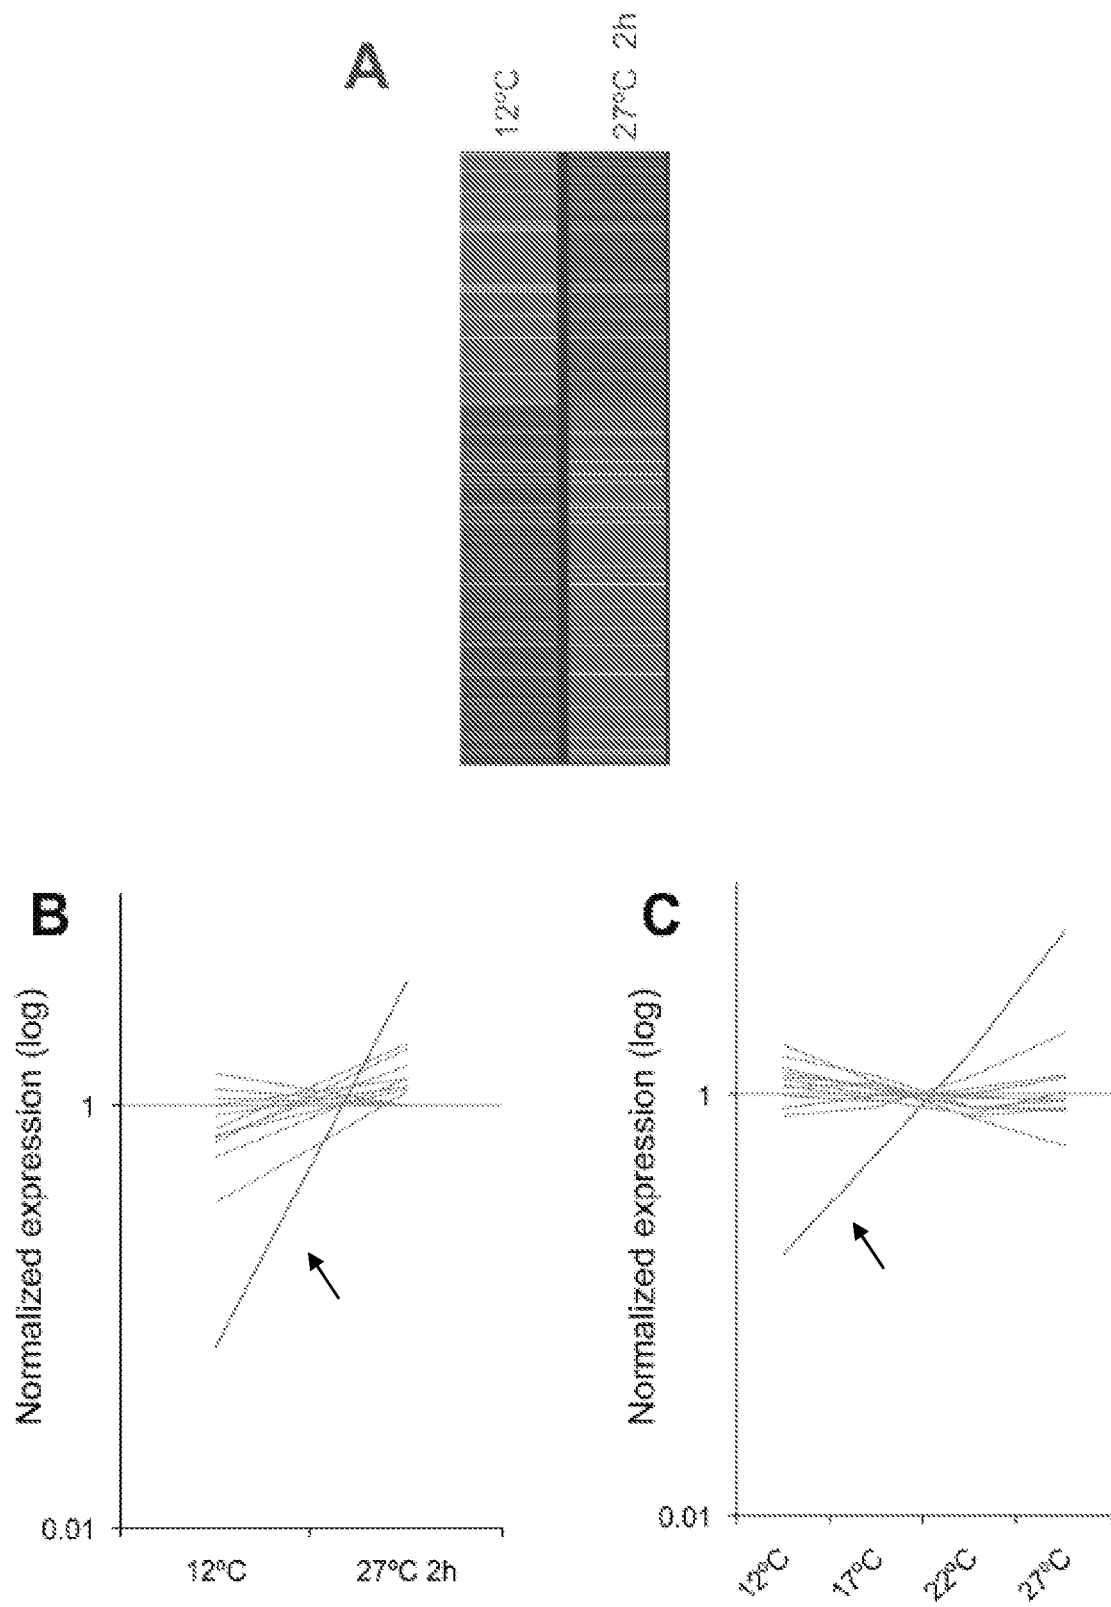 A
12°C
27°C 2h
B
Normalized expression (log)
1
0.01
12°C
27°C 2h
C
Normalized expression (log)
1
0.01
12°C
17°C
22°C
27°C